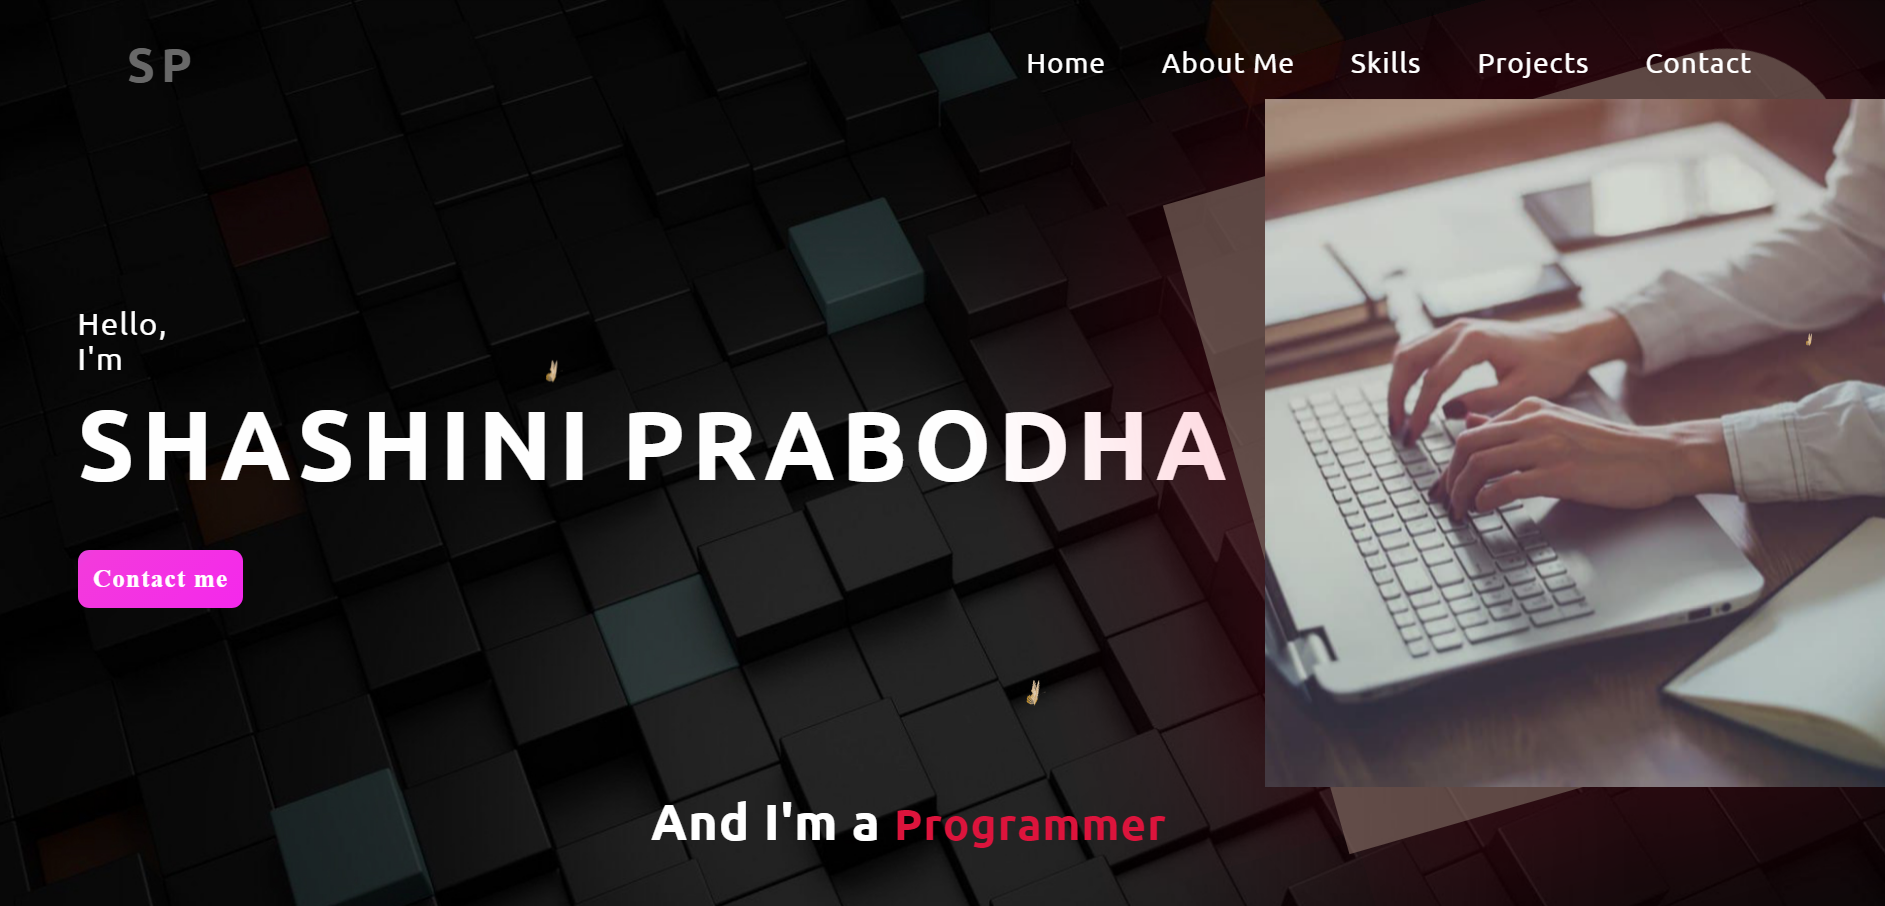 SP
Home About Me Skills Projects Contact
Hello,
I'm
SHASHINI PRABODHA
Contact me
And I'm a Programmer